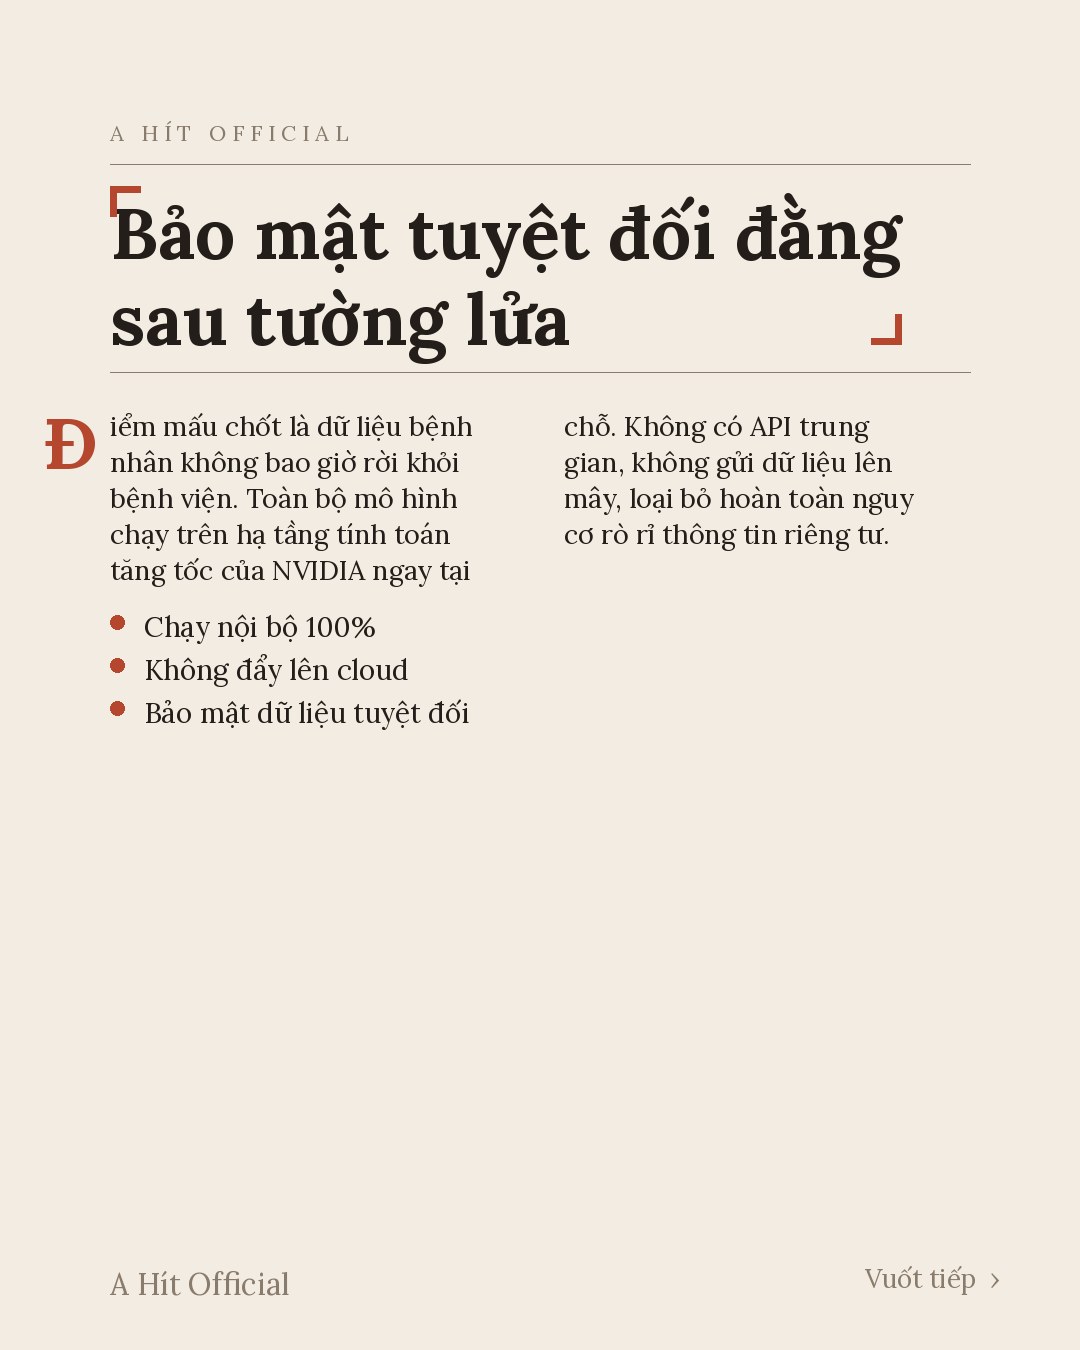 A HÍT OFFICIAL
Bảo mật tuyệt đối đằng
sau tường lửa
Điểm mấu chốt là dữ liệu bệnh
nhân không bao giờ rời khỏi
bệnh viện. Toàn bộ mô hình
chạy trên hạ tầng tính toán
tăng tốc của NVIDIA ngay tại
chỗ. Không có API trung
gian, không gửi dữ liệu lên
mây, loại bỏ hoàn toàn nguy
cơ rò rỉ thông tin riêng tư.
Chạy nội bộ 100%
Không đẩy lên cloud
Bảo mật dữ liệu tuyệt đối
A Hít Official
Vuốt tiếp ›